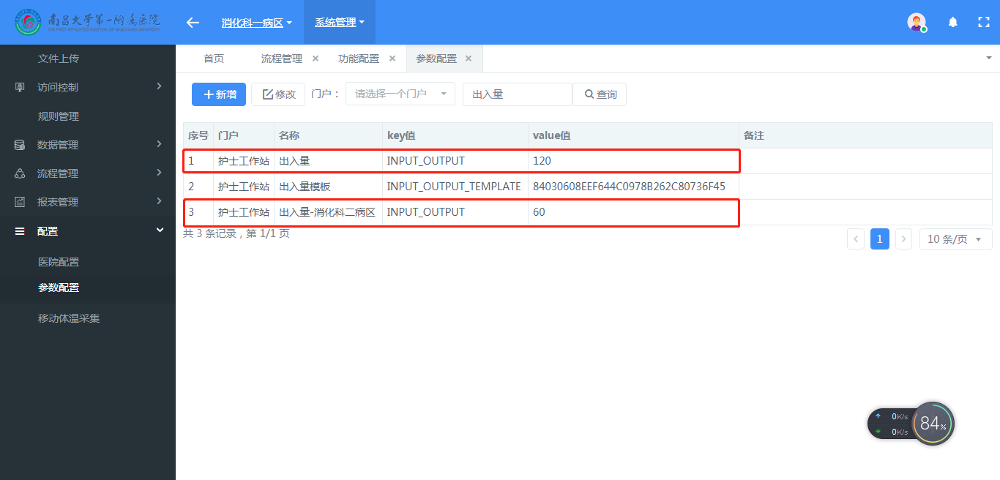 南昌大学第一附属医院
THE FIRST AFFILIATED HOSPITAL OF NANCHANG UNIVERSITY
消化科一病区
系统管理
文件上传
访问控制
规则管理
数据管理
流程管理
报表管理
配置
医院配置
参数配置
移动体温采集
首页
流程管理
功能配置
参数配置
新增
修改
门户：
请选择一个门户
出入量
查询
序号 门户 名称 key值 value值 备注
1 护士工作站 出入量 INPUT_OUTPUT 120
2 护士工作站 出入量模板 INPUT_OUTPUT_TEMPLATE 84030608EEF644C0978B262C80736F45
3 护士工作站 出入量-消化科二病区 INPUT_OUTPUT 60
共 3 条记录，第 1/1 页
1
10 条/页
0K/s
0K/s
84%